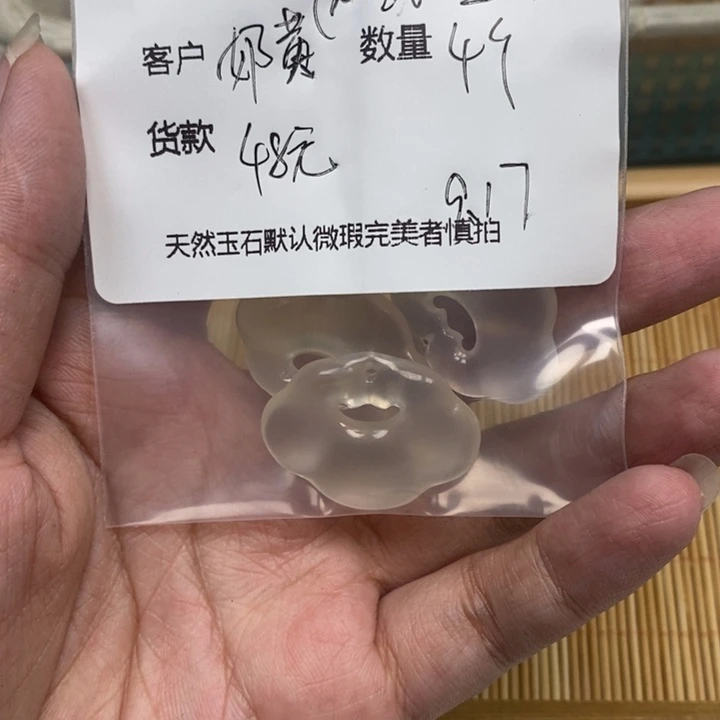 客户 奶黄 数量 4个
货款 48元
9.17
天然玉石默认微瑕完美者慎拍